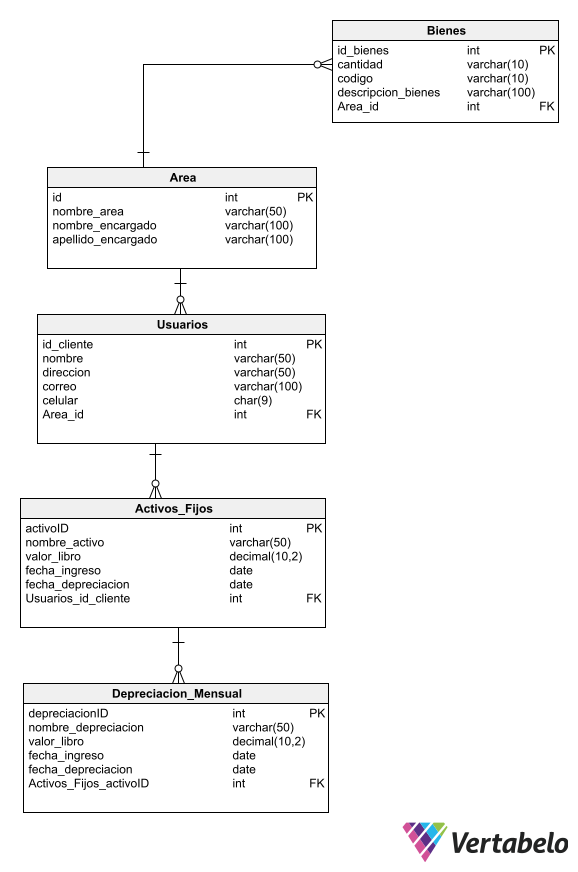 Bienes
id_bienes int PK
cantidad varchar(10)
codigo varchar(10)
descripcion_bienes varchar(100)
Area_id int FK
Area
id int PK
nombre_area varchar(50)
nombre_encargado varchar(100)
apellido_encargado varchar(100)
Usuarios
id_cliente int PK
nombre varchar(50)
direccion varchar(50)
correo varchar(100)
celular char(9)
Area_id int FK
Activos_Fijos
activoID int PK
nombre_activo varchar(50)
valor_libro decimal(10,2)
fecha_ingreso date
fecha_depreciacion date
Usuarios_id_cliente int FK
Depreciacion_Mensual
depreciacionID int PK
nombre_depreciacion varchar(50)
valor_libro decimal(10,2)
fecha_ingreso date
fecha_depreciacion date
Activos_Fijos_activoID int FK
Vertabelo